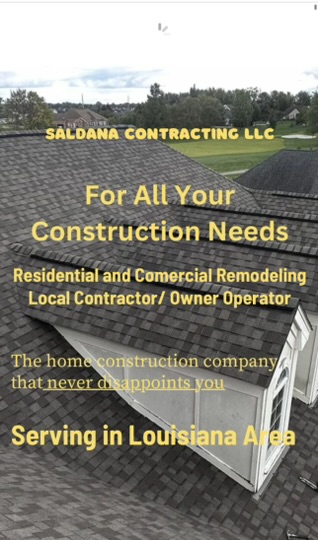 SALDANA CONTRACTING LLC
For All Your
Construction Needs
Residential and Comercial Remodeling
Local Contractor/ Owner Operator
The home construction company
that never disappoints you
Serving in Louisiana Area